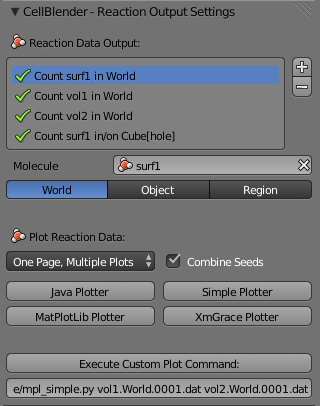 CellBlender - Reaction Output Settings
Reaction Data Output:
Count surf1 in World
Count vol1 in World
Count vol2 in World
Count surf1 in/on Cube[hole]
Molecule surf1
World Object Region
Plot Reaction Data:
One Page, Multiple Plots Combine Seeds
Java Plotter Simple Plotter
MatPlotLib Plotter XmGrace Plotter
Execute Custom Plot Command:
e/mpl_simple.py vol1.World.0001.dat vol2.World.0001.dat